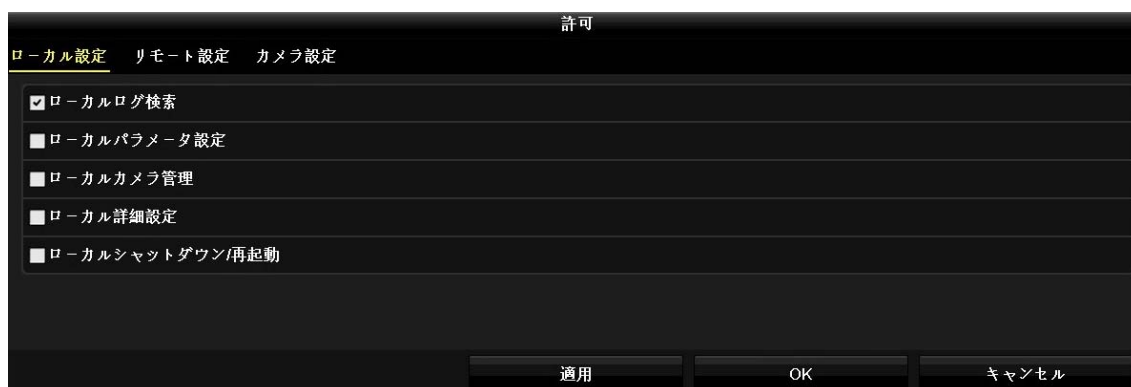 許可
ローカル設定 リモート設定 カメラ設定
ローカルログ検索
ローカルパラメータ設定
ローカルカメラ管理
ローカル詳細設定
ローカルシャットダウン/再起動
適用 OK キャンセル